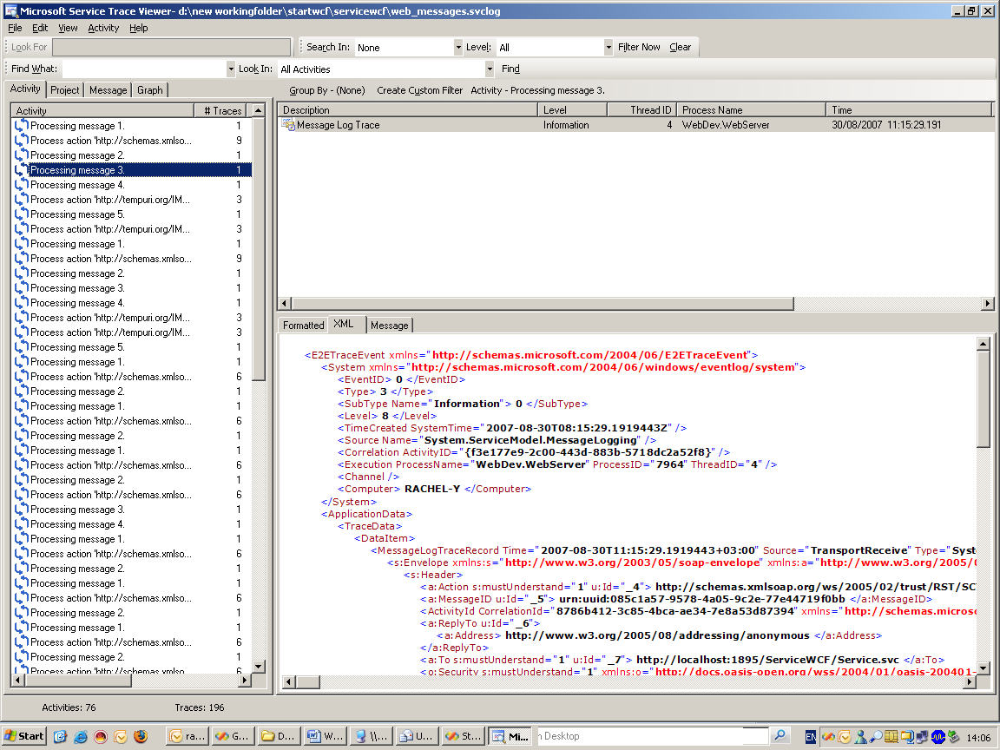 Microsoft Service Trace Viewer- d:\new workingfolder\startwcf\servicewcf\web_messages.svclog
File Edit View Activity Help
Look For Search In: None Level: All Filter Now Clear
Find What: Look In: All Activities Find
Activity Project Message Graph
Group By - (None) Create Custom Filter Activity - Processing message 3.
Activity # Traces
Processing message 1. 1
Process action 'http://schemas.xmlso... 9
Processing message 2. 1
Processing message 3. 1
Processing message 4. 1
Process action 'http://tempuri.org/IM... 3
Processing message 5. 1
Process action 'http://tempuri.org/IM... 3
Processing message 1. 1
Process action 'http://schemas.xmlso... 9
Processing message 2. 1
Processing message 3. 1
Processing message 4. 1
Process action 'http://tempuri.org/IM... 3
Process action 'http://tempuri.org/IM... 3
Processing message 5. 1
Processing message 1. 1
Process action 'http://schemas.xmlso... 6
Processing message 2. 1
Processing message 1. 1
Process action 'http://schemas.xmlso... 6
Processing message 2. 1
Processing message 1. 1
Process action 'http://schemas.xmlso... 6
Processing message 2. 1
Process action 'http://schemas.xmlso... 6
Processing message 3. 1
Processing message 4. 1
Processing message 1. 1
Process action 'http://schemas.xmlso... 6
Processing message 2. 1
Processing message 1. 1
Process action 'http://schemas.xmlso... 6
Processing message 2. 1
Processing message 1. 1
Process action 'http://schemas.xmlso... 6
Processing message 2. 1
Process action 'http://schemas.xmlso... 6
Description Level Thread ID Process Name Time
Message Log Trace Information 4 WebDev.WebServer 30/08/2007 11:15:29.191
Formatted XML Message
<E2ETraceEvent xmlns="http://schemas.microsoft.com/2004/06/E2ETraceEvent">
<System xmlns="http://schemas.microsoft.com/2004/06/windows/eventlog/system">
<EventID> 0 </EventID>
<Type> 3 </Type>
<SubType Name="Information"> 0 </SubType>
<Level> 8 </Level>
<TimeCreated SystemTime="2007-08-30T08:15:29.1919443Z" />
<Source Name="System.ServiceModel.MessageLogging" />
<Correlation ActivityID="{f3e177e9-2c00-443d-883b-5718dc2a52f8}" />
<Execution ProcessName="WebDev.WebServer" ProcessID="7964" ThreadID="4" />
<Channel />
<Computer> RACHEL-Y </Computer>
</System>
<ApplicationData>
<TraceData>
<DataItem>
<MessageLogTraceRecord Time="2007-08-30T11:15:29.1919443+03:00" Source="TransportReceive" Type="Syst
<s:Envelope xmlns:s="http://www.w3.org/2003/05/soap-envelope" xmlns:a="http://www.w3.org/2005/0
<s:Header>
<a:Action s:mustUnderstand="1" u:Id="_4"> http://schemas.xmlsoap.org/ws/2005/02/trust/RST/SC
<a:MessageID u:Id="_5"> urn:uuid:085c1a57-9578-4a05-9c2e-77e44719f0bb </a:MessageID>
<ActivityId CorrelationId="8786b412-3c85-4bca-ae34-7e8a53d87394" xmlns="http://schemas.microso
<a:ReplyTo u:Id="_6">
<a:Address> http://www.w3.org/2005/08/addressing/anonymous </a:Address>
</a:ReplyTo>
<a:To s:mustUnderstand="1" u:Id="_7"> http://localhost:1895/ServiceWCF/Service.svc </a:To>
<o:Security s:mustUnderstand="1" xmlns:o="http://docs.oasis-open.org/wss/2004/01/oasis-200401-
Activities: 76 Traces: 196
Start ra... G... D... W... \\... U... St... Mi... Desktop EN 14:06